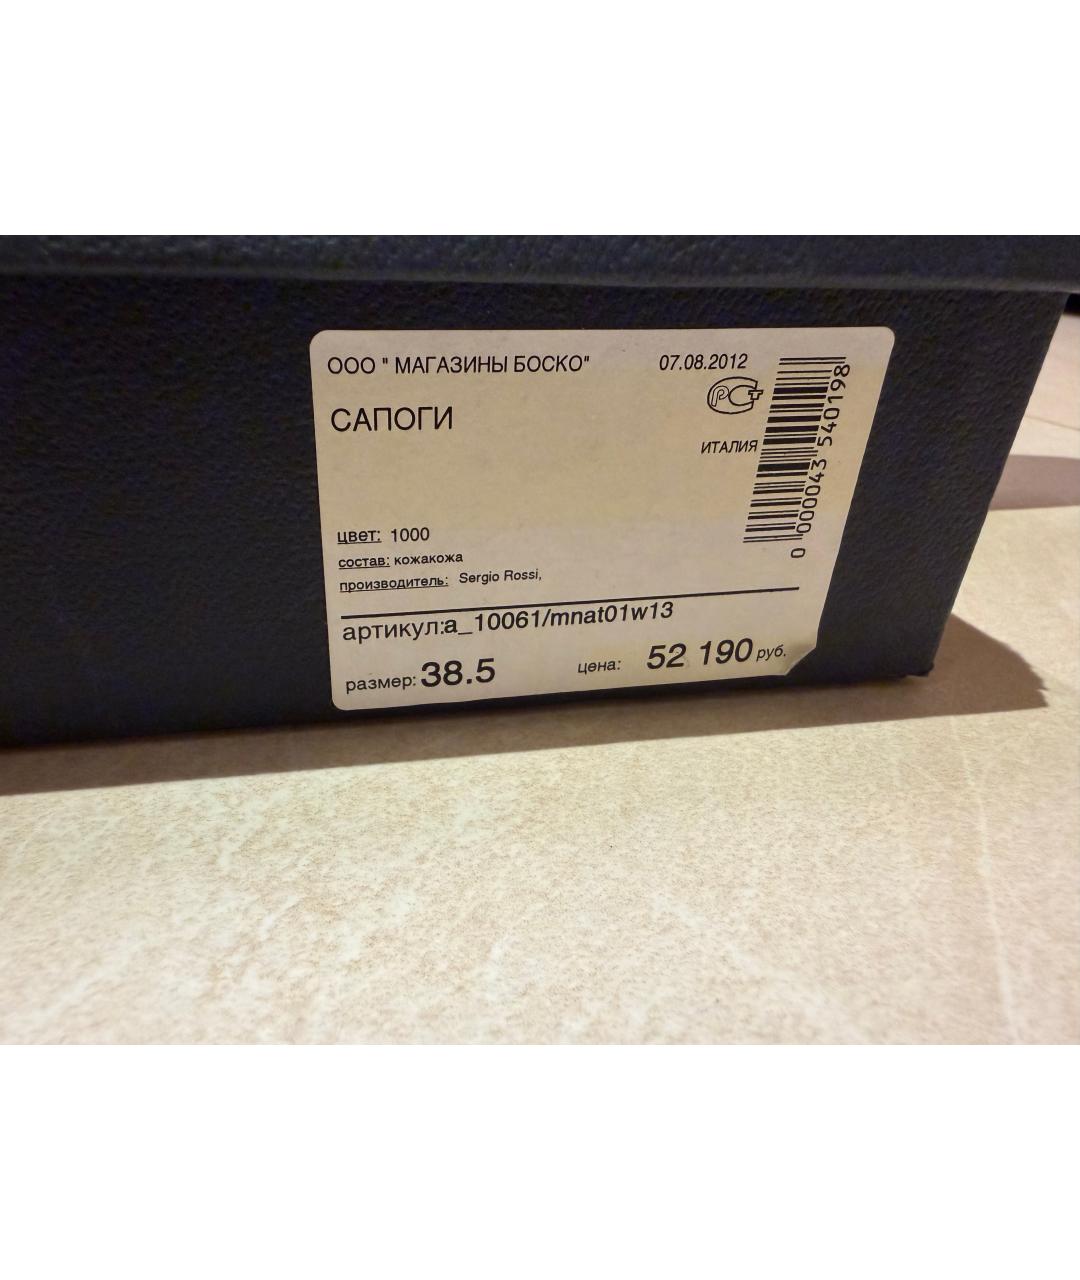 ООО " МАГАЗИНЫ БОСКО"
07.08.2012
РСТ
САПОГИ
ИТАЛИЯ
0 000043 540198
цвет: 1000
состав: кожакожа
производитель: Sergio Rossi,
артикул:a_10061/mnat01w13
размер: 38.5
цена: 52 190 руб.